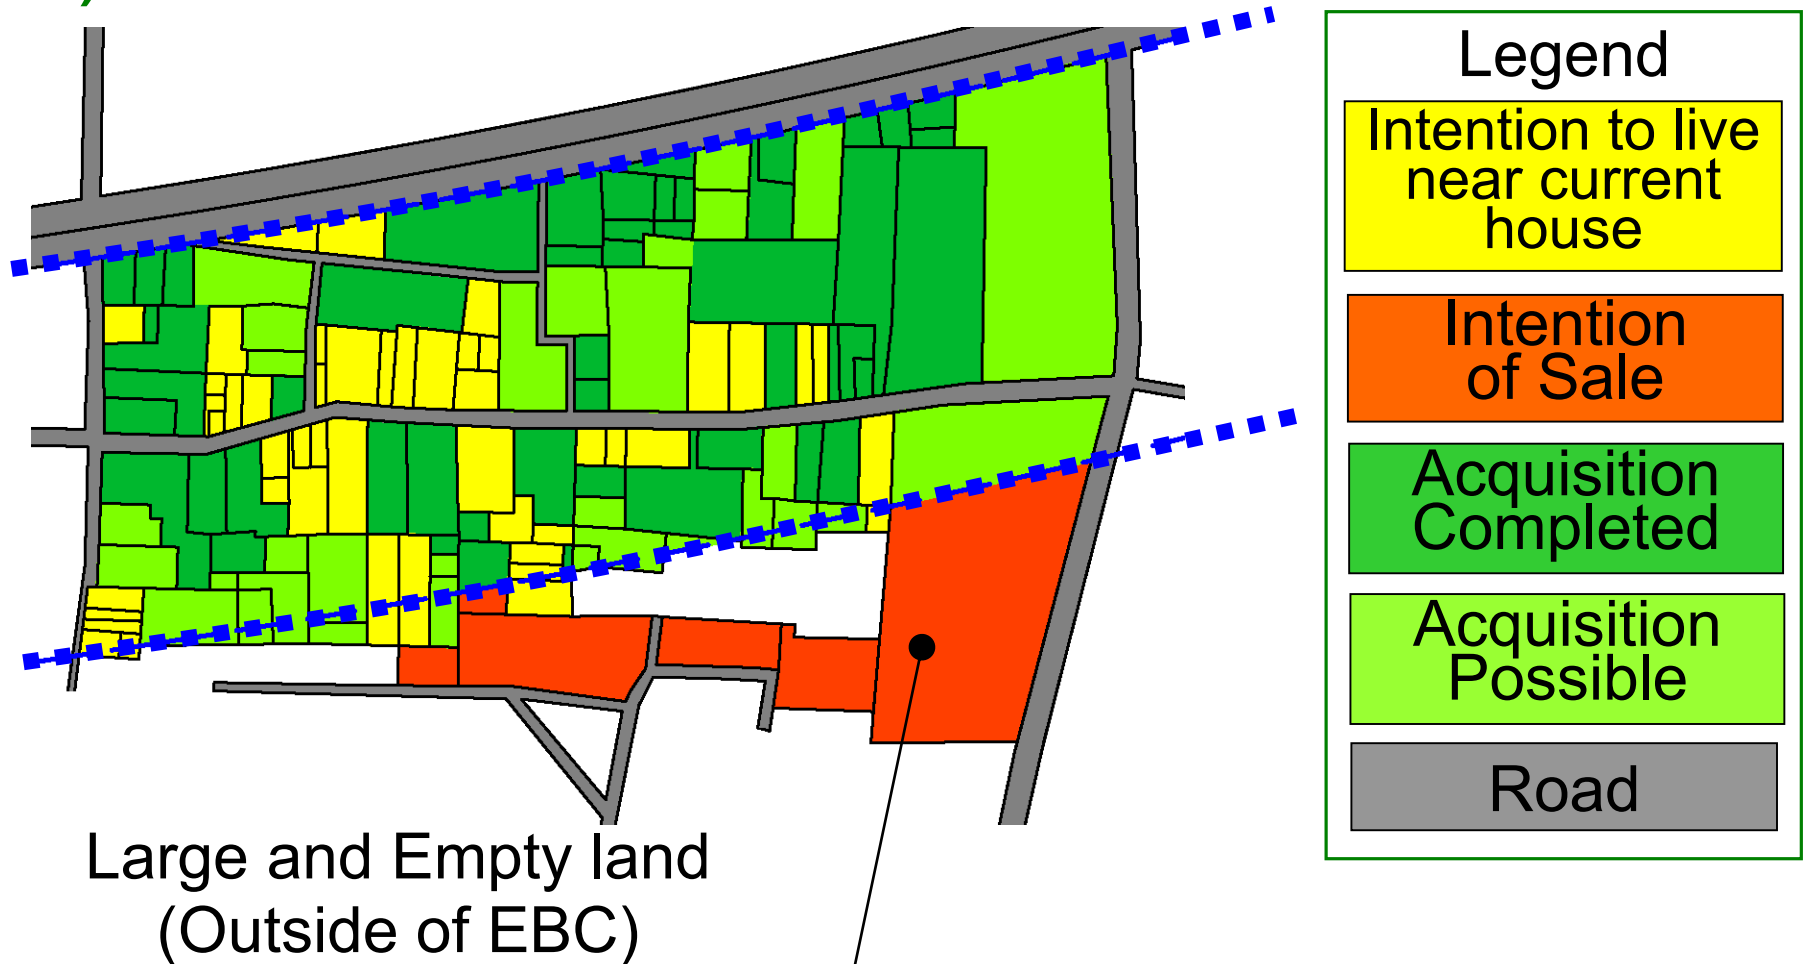 )
Legend
Intention to live
near current
house
Intention
of Sale
Acquisition
Completed
Acquisition
Possible
Road
Large and Empty land
(Outside of EBC)